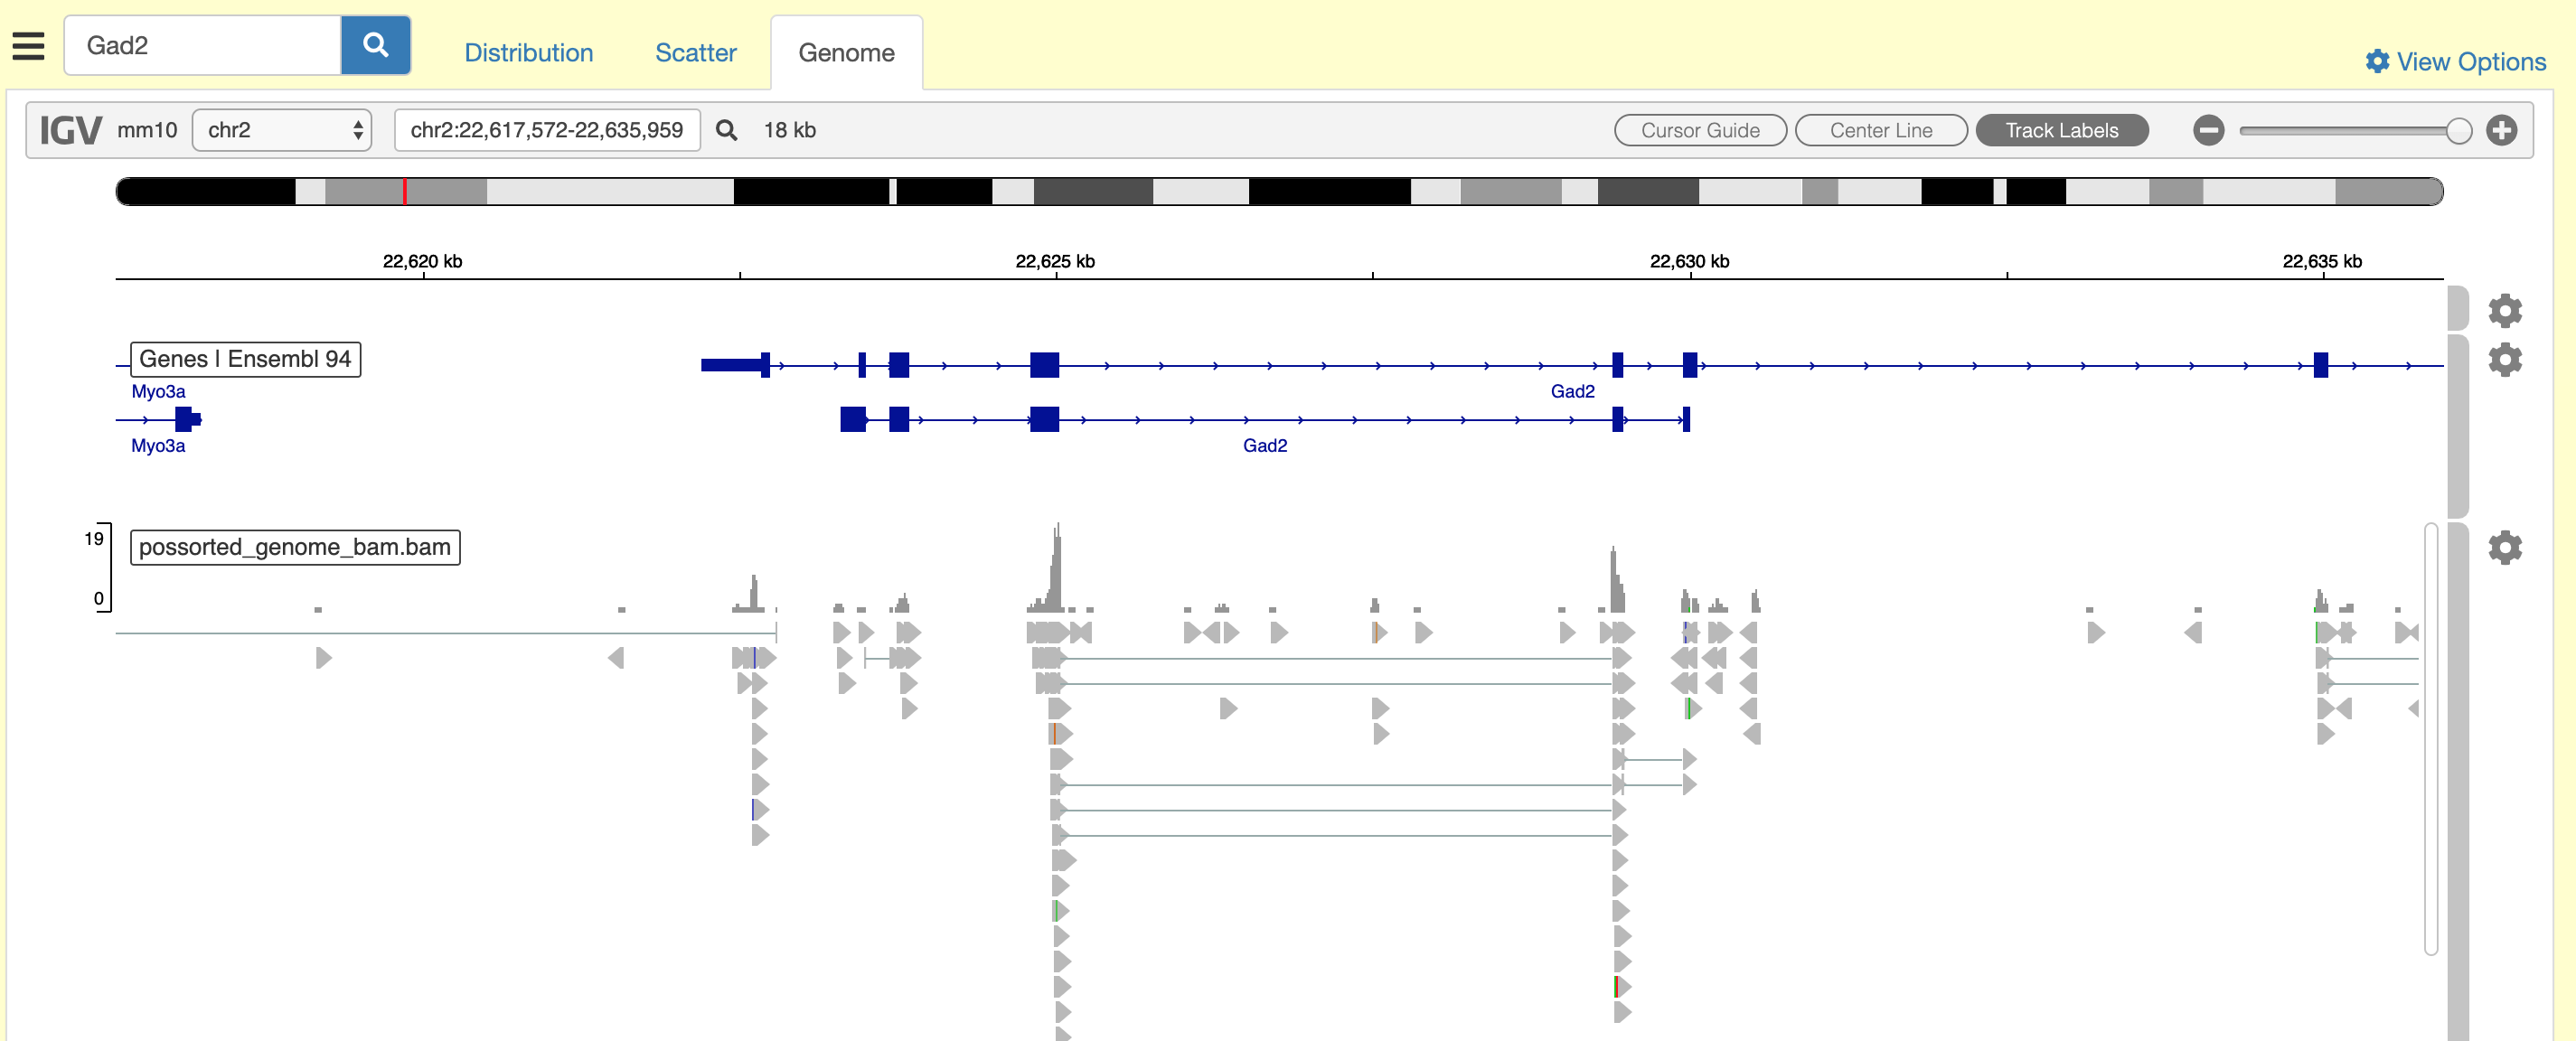 Gad2
Distribution
Scatter
Genome
View Options
IGV mm10 chr2 chr2:22,617,572-22,635,959 18 kb Cursor Guide Center Line Track Labels
22,620 kb 22,625 kb 22,630 kb 22,635 kb
Genes | Ensembl 94
Myo3a Gad2
Myo3a Gad2
19
possorted_genome_bam.bam
0